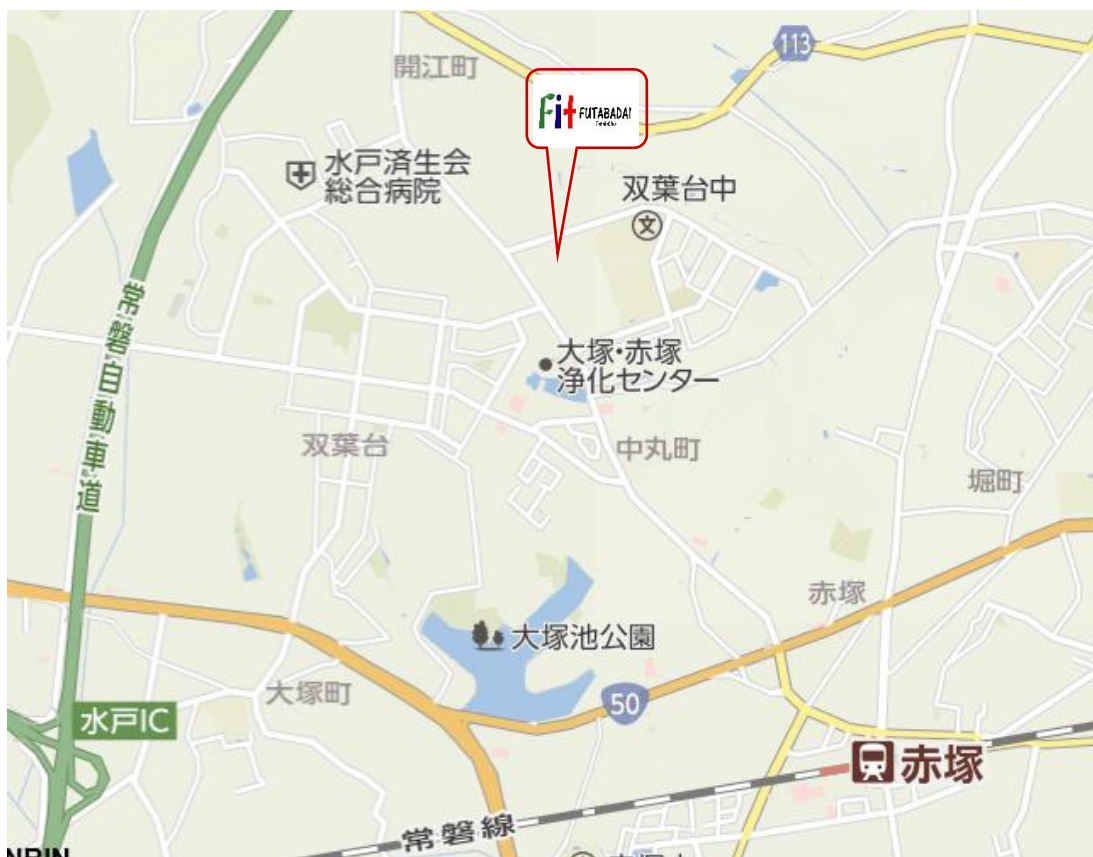 113
開江町
Fit FUTABADAI
水戸済生会
総合病院
双葉台中
文
常磐自動車道
大塚・赤塚
浄化センター
双葉台
中丸町
堀町
赤塚
大塚池公園
大塚町
50
水戸IC
赤塚
常磐線